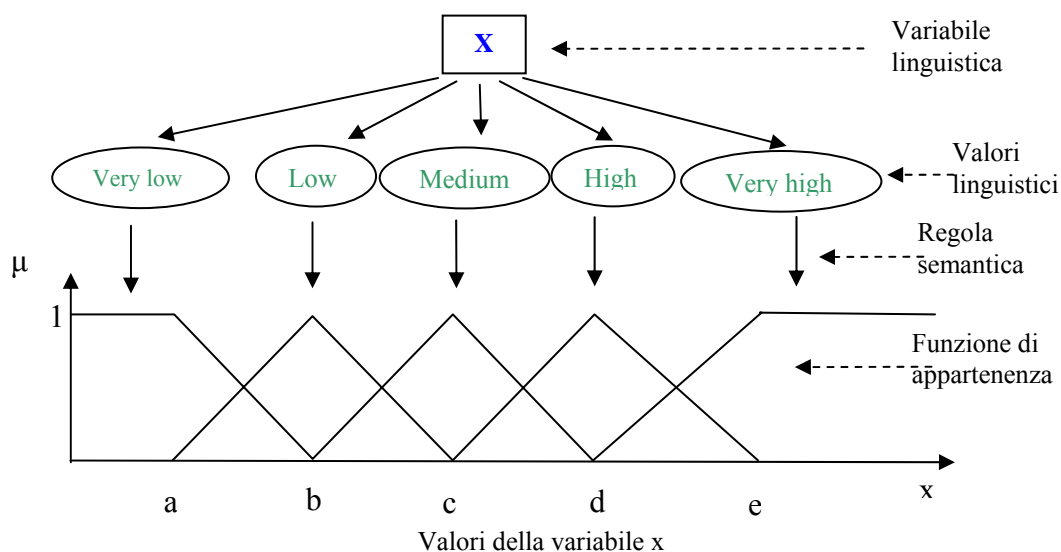 X
Variabile
linguistica
Very low
Low
Medium
High
Very high
Valori
linguistici
Regola
semantica
μ
1
Funzione di
appartenenza
a
b
c
d
e
x
Valori della variabile x